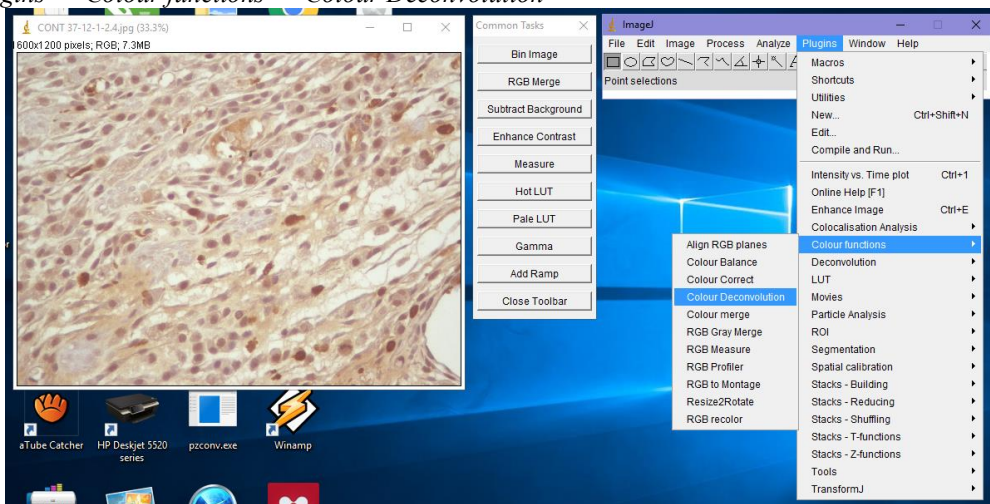 Colour functions
Colour Deconvolution
CONT 37-12-1-2.4.jpg (33.3%)
600x1200 pixels; RGB; 7.3MB
Common Tasks
Bin Image
RGB Merge
Subtract Background
Enhance Contrast
Measure
Hot LUT
Pale LUT
Gamma
Add Ramp
Close Toolbar
ImageJ
File Edit Image Process Analyze Plugins Window Help
Point selections
Macros
Shortcuts
Utilities
New... Ctrl+Shift+N
Edit...
Compile and Run...
Intensity vs. Time plot Ctrl+1
Online Help [F1]
Enhance Image Ctrl+E
Colocalisation Analysis
Colour functions
Deconvolution
LUT
Movies
Particle Analysis
ROI
Segmentation
Spatial calibration
Stacks - Building
Stacks - Reducing
Stacks - Shuffling
Stacks - T-functions
Stacks - Z-functions
Tools
TransformJ
Align RGB planes
Colour Balance
Colour Correct
Colour Deconvolution
Colour merge
RGB Gray Merge
RGB Measure
RGB Profiler
RGB to Montage
Resize2Rotate
RGB recolor
aTube Catcher
HP Deskjet 5520
series
pzconv.exe
Winamp